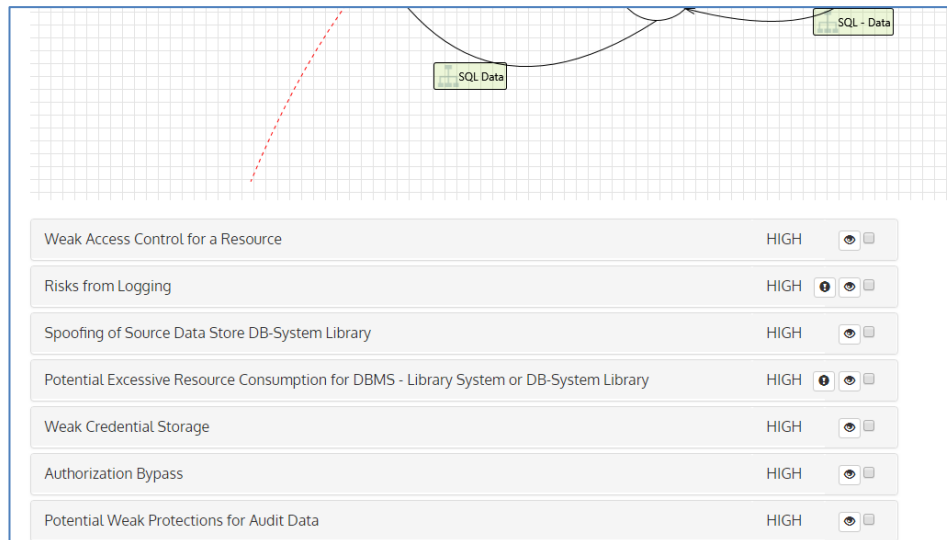 SQL - Data
SQL Data
Weak Access Control for a Resource HIGH
Risks from Logging HIGH
Spoofing of Source Data Store DB-System Library HIGH
Potential Excessive Resource Consumption for DBMS - Library System or DB-System Library HIGH
Weak Credential Storage HIGH
Authorization Bypass HIGH
Potential Weak Protections for Audit Data HIGH